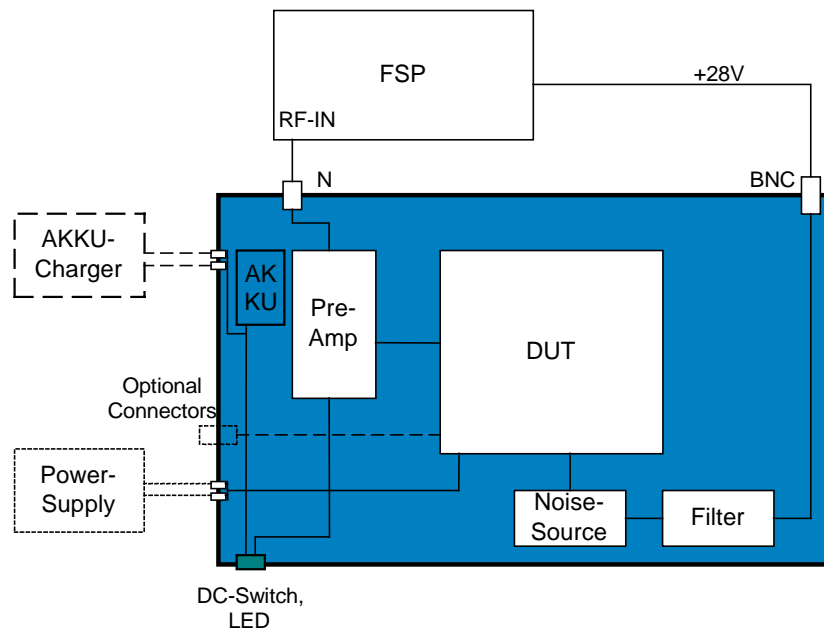 FSP
+28V
RF-IN
N
BNC
AKKU-
Charger
AK
KU
Pre-
Amp
DUT
Optional
Connectors
Power-
Supply
Noise-
Source
Filter
DC-Switch,
LED